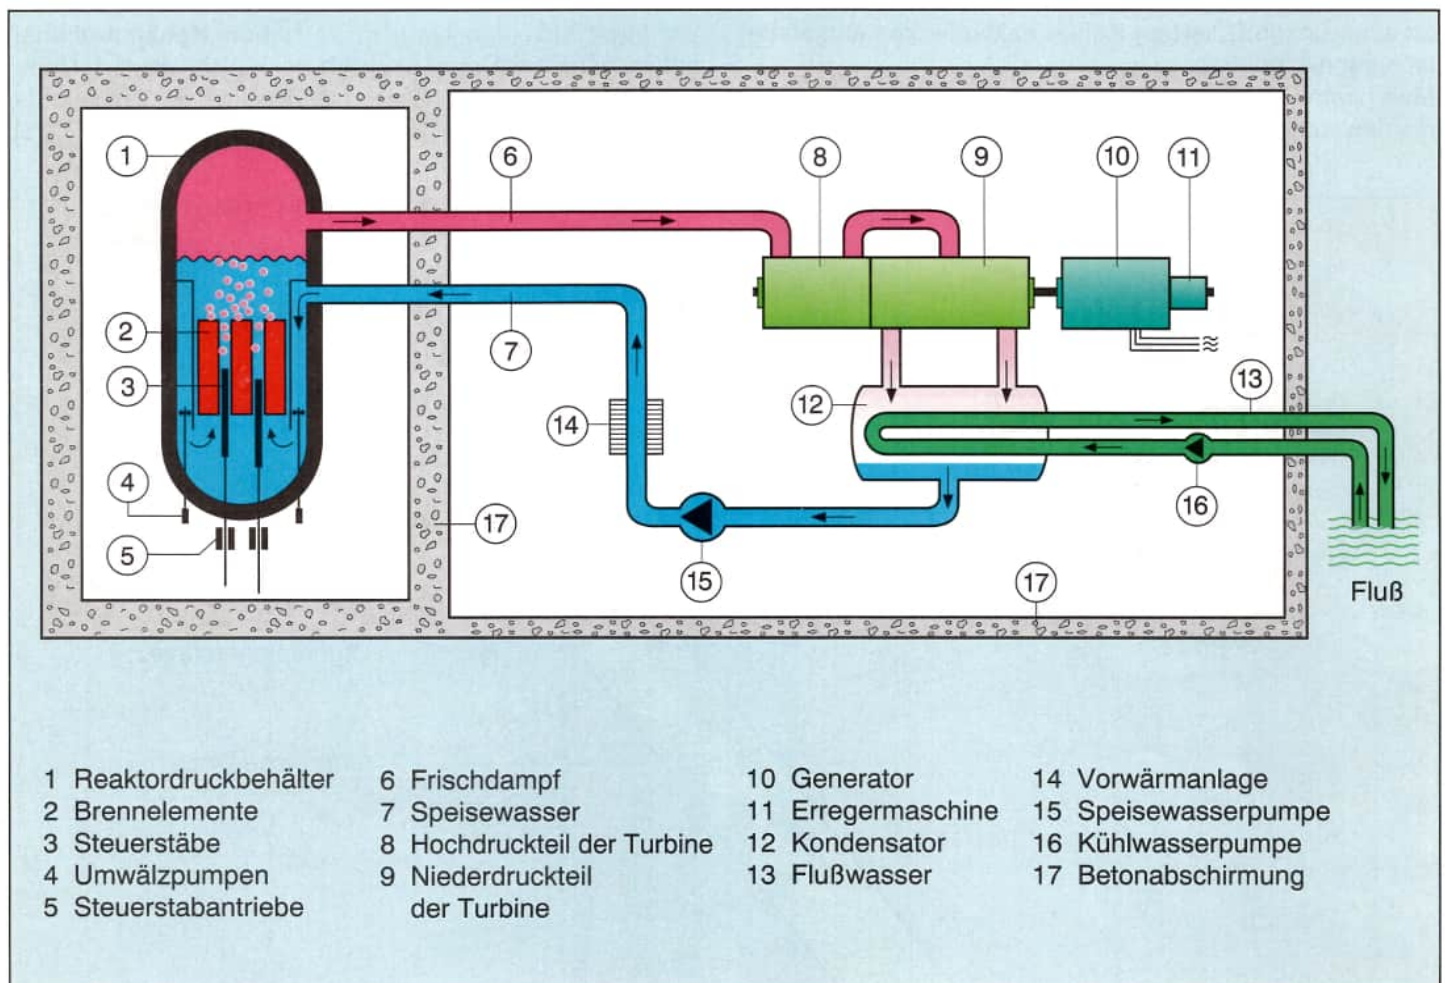 1
6
8
9
10
11
2
3
7
13
12
14
4
17
16
5
15
17
Fluß
1 Reaktordruckbehälter
2 Brennelemente
3 Steuerstäbe
4 Umwälzpumpen
5 Steuerstabantriebe
6 Frischdampf
7 Speisewasser
8 Hochdruckteil der Turbine
9 Niederdruckteil
der Turbine
10 Generator
11 Erregermaschine
12 Kondensator
13 Flußwasser
14 Vorwärmanlage
15 Speisewasserpumpe
16 Kühlwasserpumpe
17 Betonabschirmung